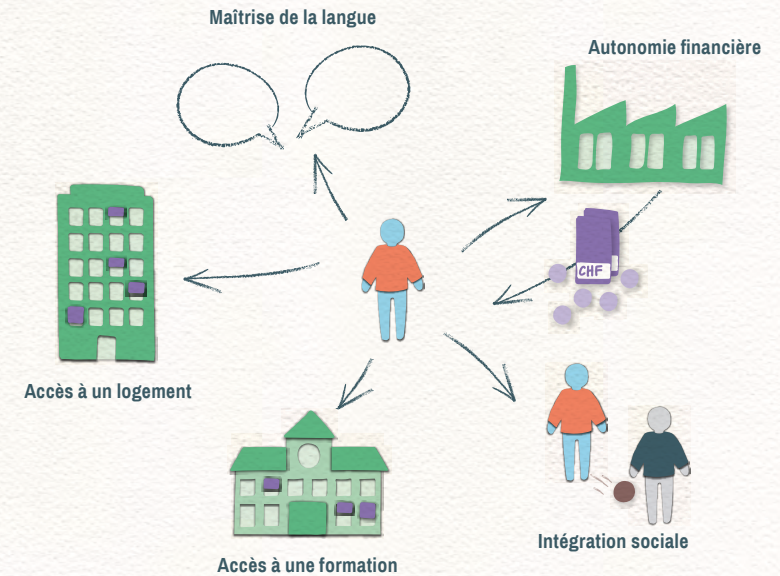 Maîtrise de la langue
Autonomie financière
CHF
Accès à un logement
Intégration sociale
Accès à une formation